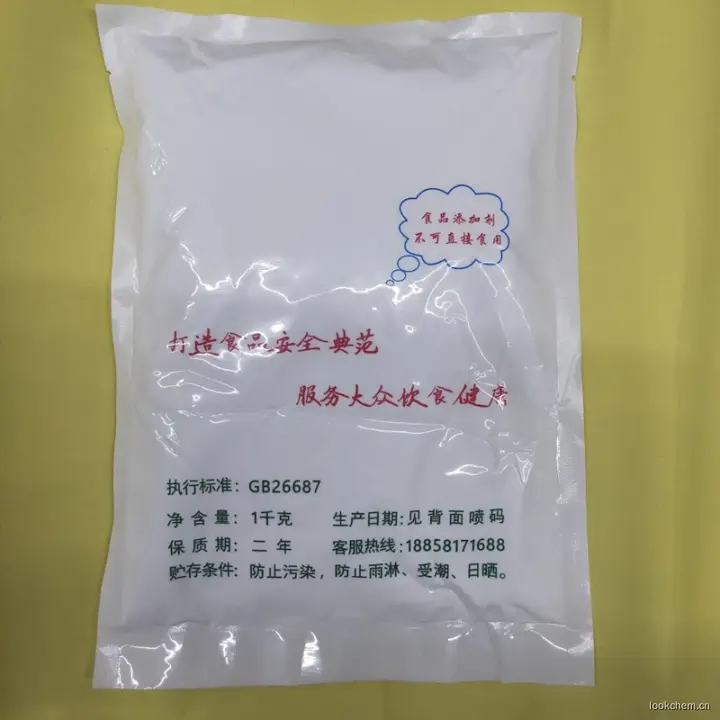 食品添加剂
不可直接食用
打造食品安全典范
服务大众饮食健康
执行标准：GB26687
净含量：1千克 生产日期：见背面喷码
保质期：二年 客服热线：18858171688
贮存条件：防止污染，防止雨淋、受潮、日晒。
lookchem.cn